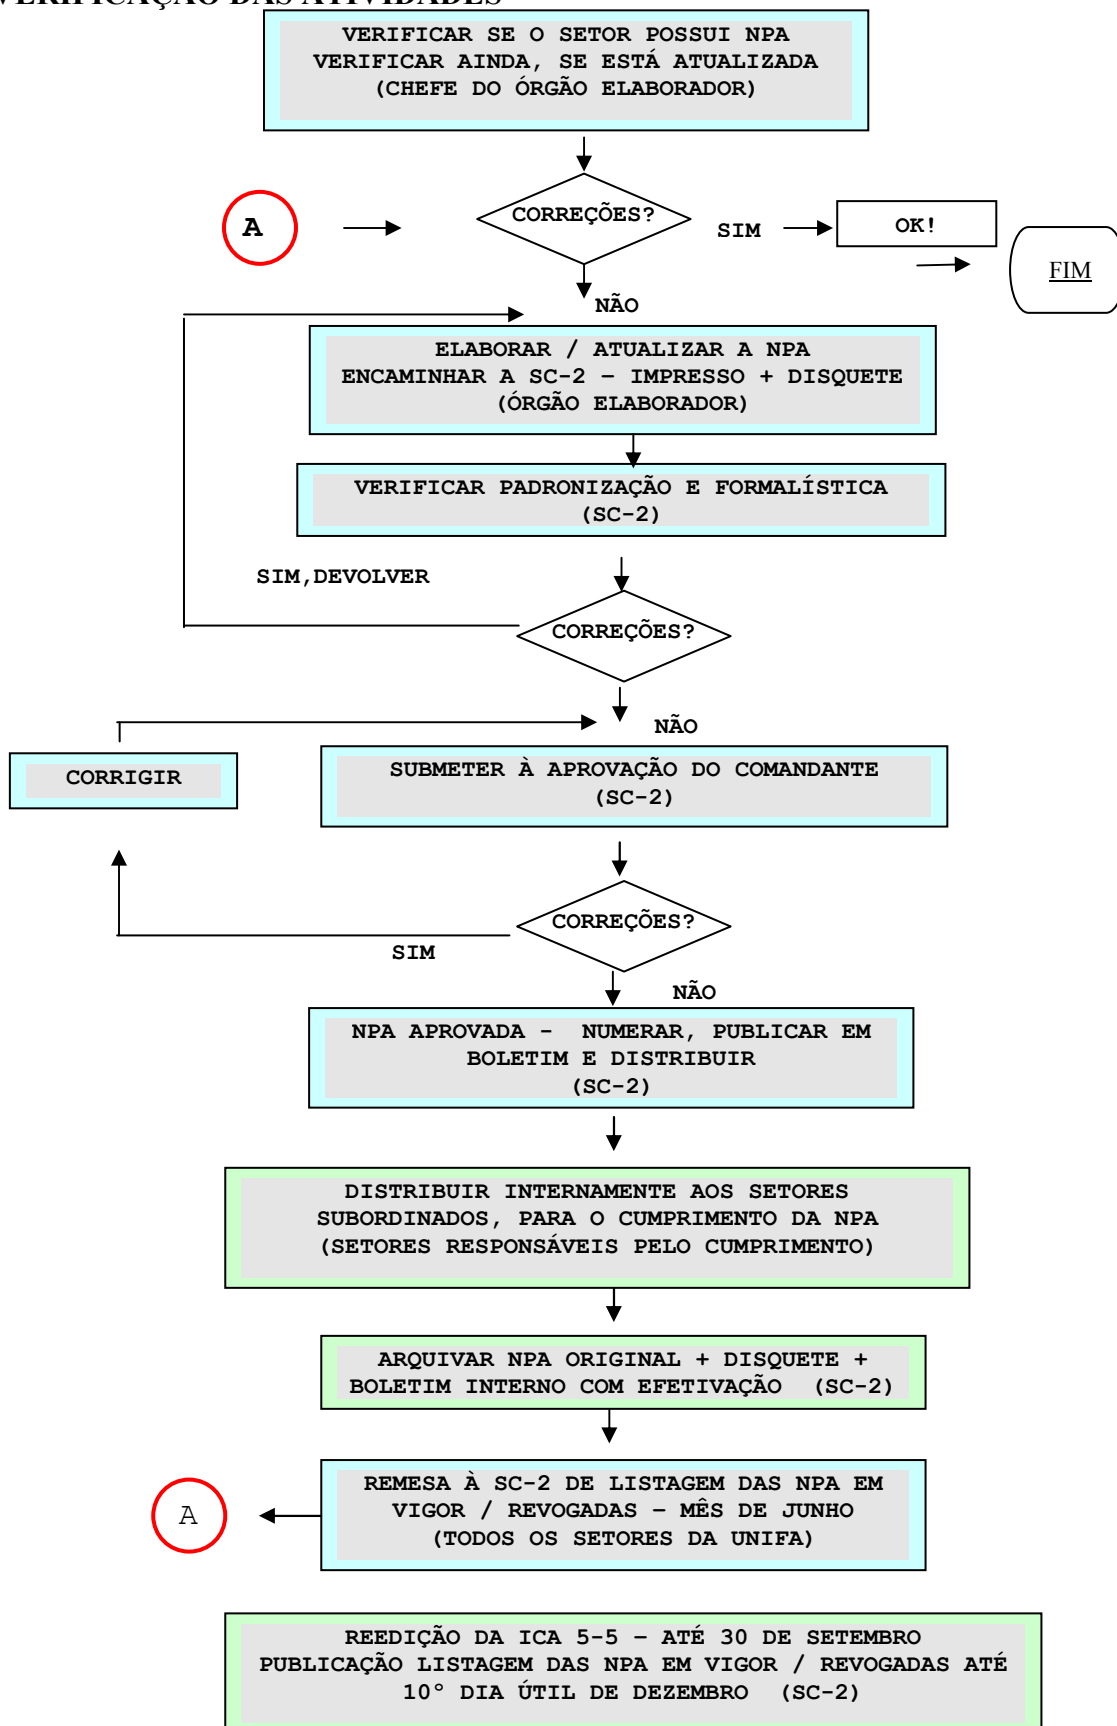 VERIFICAÇÃO DAS ATIVIDADES
VERIFICAR SE O SETOR POSSUI NPA
VERIFICAR AINDA, SE ESTÁ ATUALIZADA
(CHEFE DO ÓRGÃO ELABORADOR)
A
CORREÇÕES?
SIM
OK!
FIM
NÃO
ELABORAR / ATUALIZAR A NPA
ENCAMINHAR A SC-2 – IMPRESSO + DISQUETE
(ÓRGÃO ELABORADOR)
VERIFICAR PADRONIZAÇÃO E FORMALÍSTICA
(SC-2)
SIM,DEVOLVER
CORREÇÕES?
NÃO
CORRIGIR
SUBMETER À APROVAÇÃO DO COMANDANTE
(SC-2)
CORREÇÕES?
SIM
NÃO
NPA APROVADA - NUMERAR, PUBLICAR EM
BOLETIM E DISTRIBUIR
(SC-2)
DISTRIBUIR INTERNAMENTE AOS SETORES
SUBORDINADOS, PARA O CUMPRIMENTO DA NPA
(SETORES RESPONSÁVEIS PELO CUMPRIMENTO)
ARQUIVAR NPA ORIGINAL + DISQUETE +
BOLETIM INTERNO COM EFETIVAÇÃO (SC-2)
A
REMESA À SC-2 DE LISTAGEM DAS NPA EM
VIGOR / REVOGADAS – MÊS DE JUNHO
(TODOS OS SETORES DA UNIFA)
REEDIÇÃO DA ICA 5-5 – ATÉ 30 DE SETEMBRO
PUBLICAÇÃO LISTAGEM DAS NPA EM VIGOR / REVOGADAS ATÉ
10º DIA ÚTIL DE DEZEMBRO (SC-2)